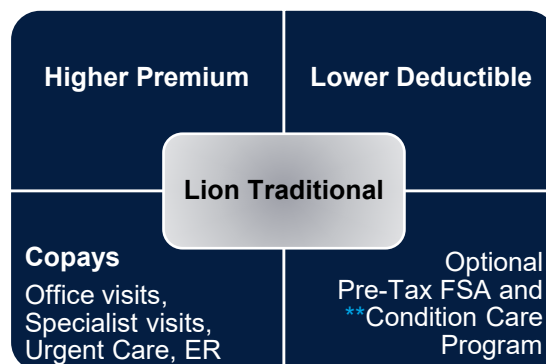 Higher Premium
Lower Deductible
Lion Traditional
Copays
Office visits,
Specialist visits,
Urgent Care, ER
Optional
Pre-Tax FSA and
**Condition Care
Program